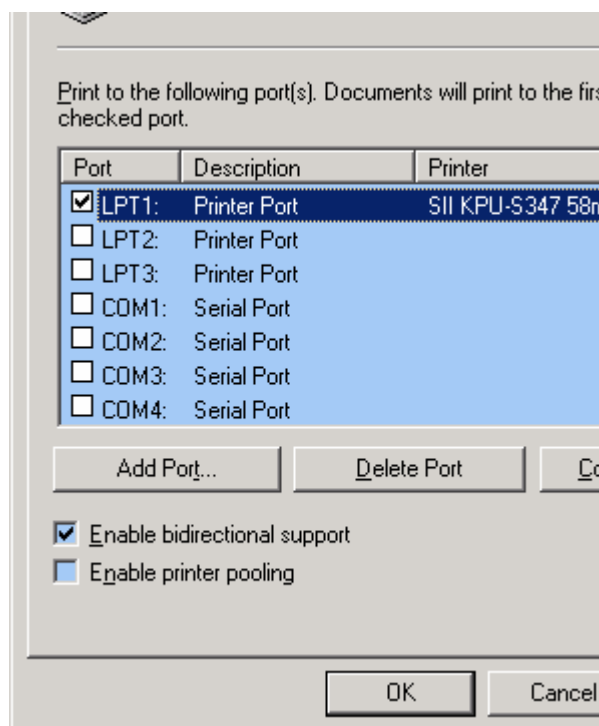 Print to the following port(s). Documents will print to the
checked port.
Port Description Printer
LPT1: Printer Port SII KPU-S347
LPT2: Printer Port
LPT3: Printer Port
COM1: Serial Port
COM2: Serial Port
COM3: Serial Port
COM4: Serial Port
Add Port... Delete Port
Enable bidirectional support
Enable printer pooling
OK Cancel